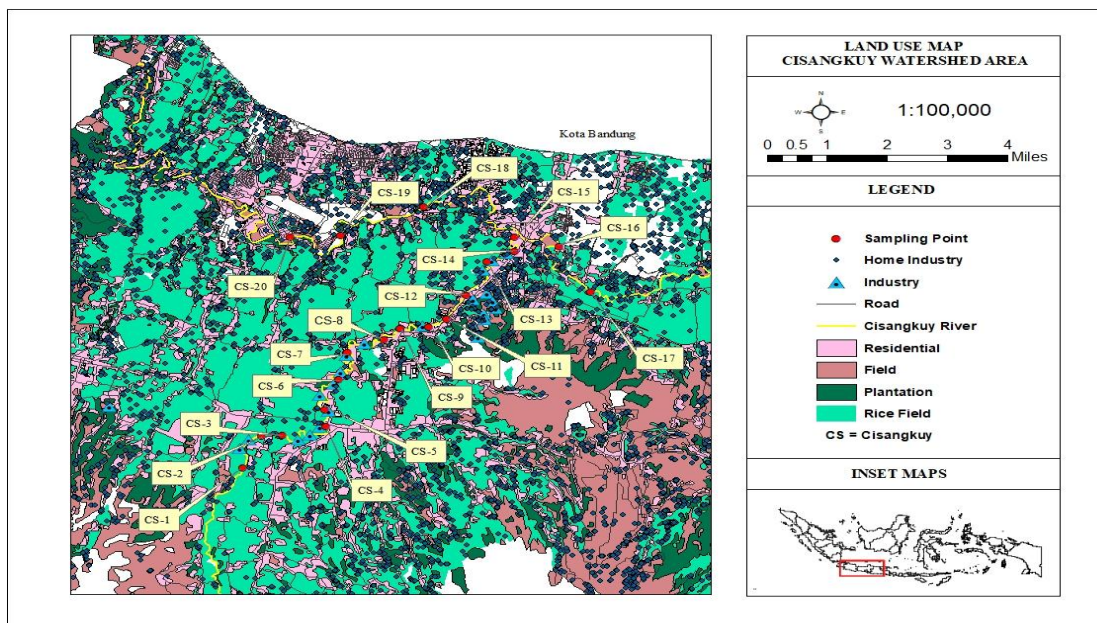 Kota Bandung
CS-18
CS-19
CS-15
CS-16
CS-14
CS-20
CS-12
CS-13
CS-8
CS-7
CS-17
CS-10
CS-11
CS-6
CS-9
CS-3
CS-5
CS-2
CS-4
CS-1
LAND USE MAP
CISANGKUY WATERSHED AREA
N
W E
S
1:100,000
0 0.5 1 2 3 4
Miles
LEGEND
Sampling Point
Home Industry
Industry
Road
Cisangkuy River
Residential
Field
Plantation
Rice Field
CS = Cisangkuy
INSET MAPS